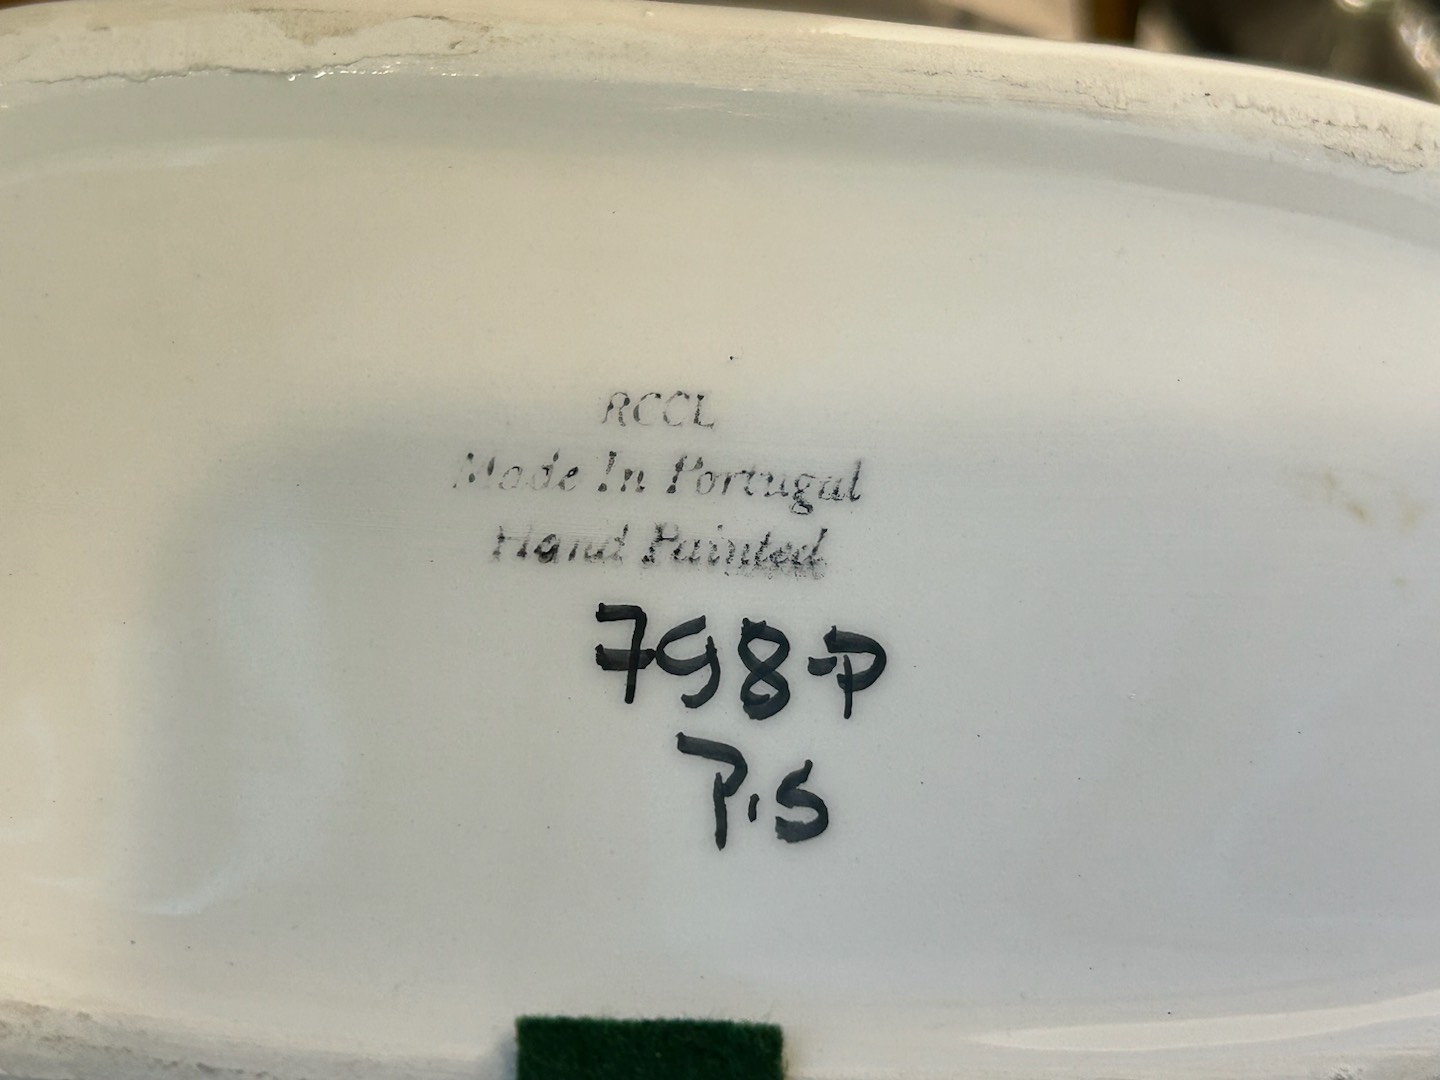 RCCL
Made In Portugal
Hand Painted
798-P
P.S